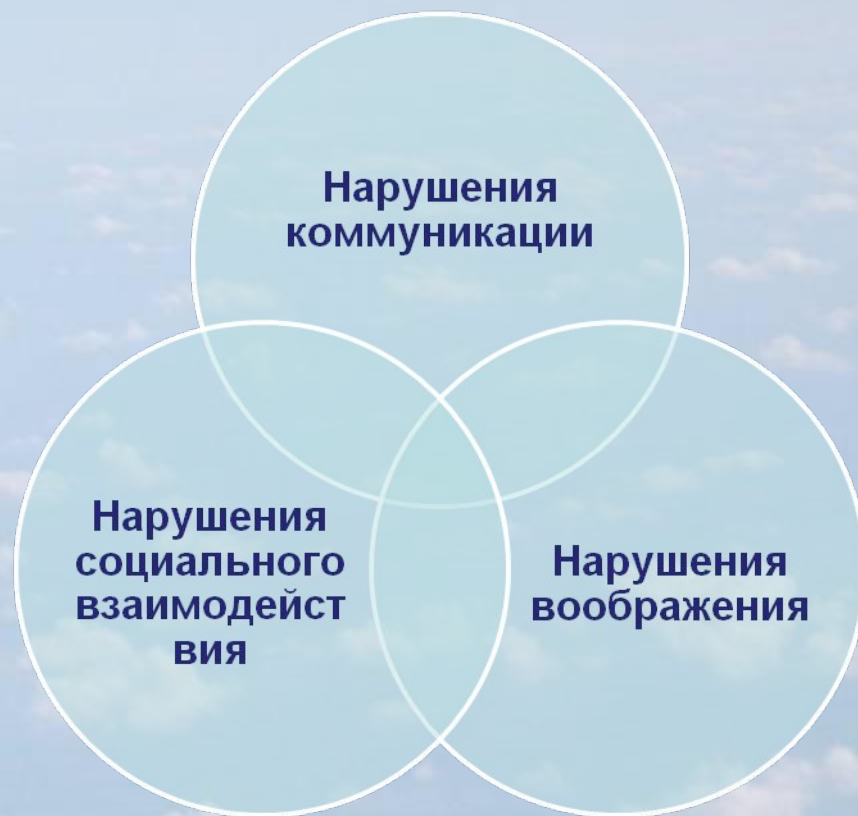 Нарушения
коммуникации
Нарушения
социального
взаимодейст
вия
Нарушения
воображения